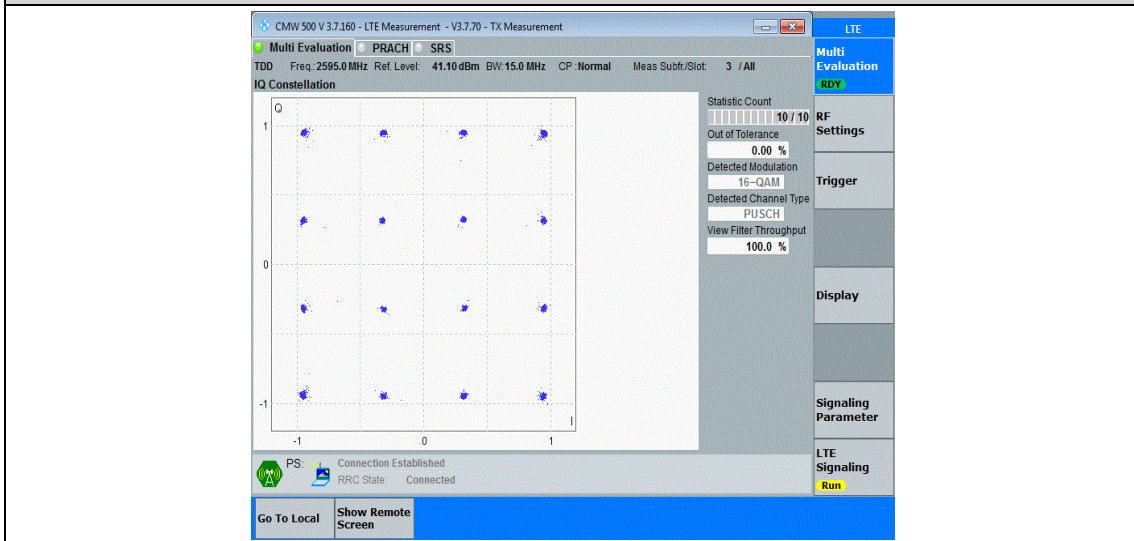 CMW 500 V 3.7.160 - LTE Measurement - V3.7.70 - TX Measurement
LTE
Multi Evaluation PRACH SRS
TDD Freq.:2595.0 MHz Ref. Level: 41.10 dBm BW:15.0 MHz CP :Normal Meas Subfr./Slot: 3 / All
IQ Constellation
Q
1
0
-1
-1 0 1
I
Statistic Count
10 / 10
Out of Tolerance
0.00 %
Detected Modulation
16-QAM
Detected Channel Type
PUSCH
View Filter Throughput
100.0 %
Multi
Evaluation
RDY
RF
Settings
Trigger
Display
Signaling
Parameter
LTE
Signaling
Run
PS: Connection Established
RRC State: Connected
Go To Local
Show Remote
Screen